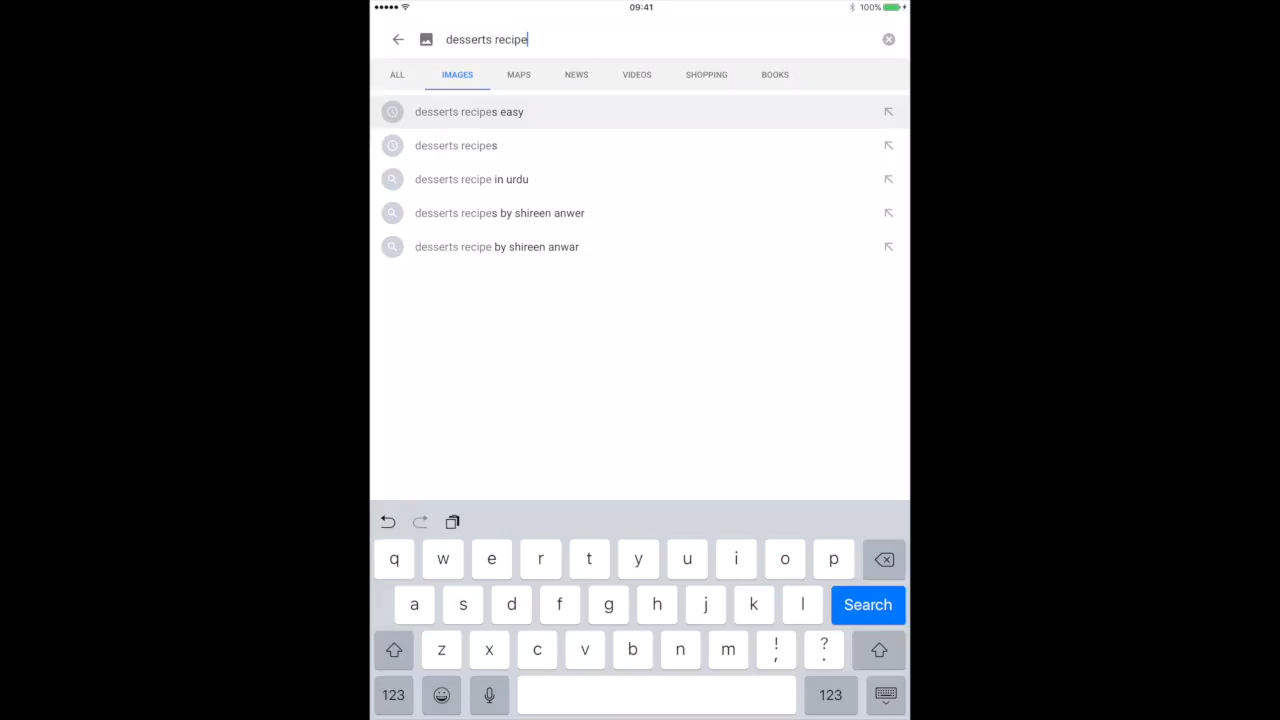 09:41
100%
desserts recipe
ALL IMAGES MAPS NEWS VIDEOS SHOPPING BOOKS
desserts recipes easy
desserts recipes
desserts recipe in urdu
desserts recipes by shireen anwer
desserts recipe by shireen anwar
q w e r t y u i o p
a s d f g h j k l Search
z x c v b n m ! , ? .
123 123